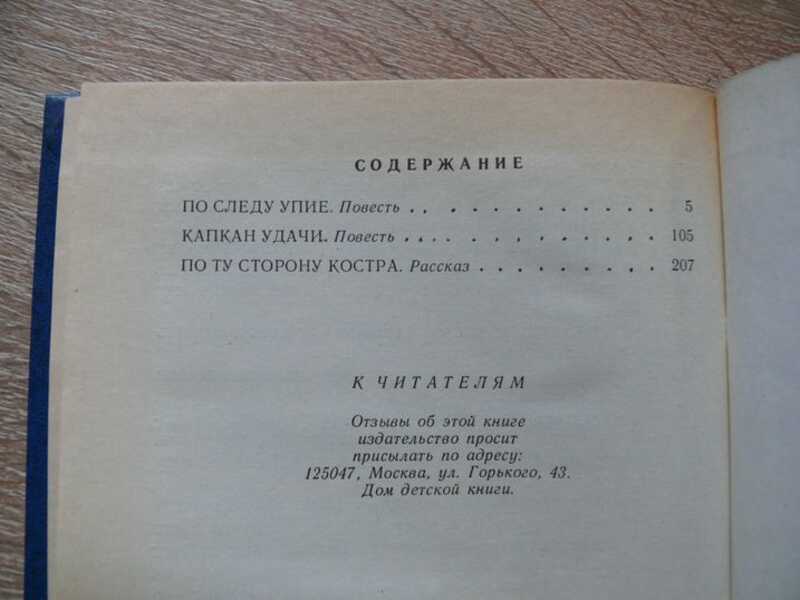 СОДЕРЖАНИЕ
ПО СЛЕДУ УПИЕ. Повесть . . . . . . . . . . . 5
КАПКАН УДАЧИ. Повесть . . . . . . . . . . . 105
ПО ТУ СТОРОНУ КОСТРА. Рассказ . . . . . . . . 207
К ЧИТАТЕЛЯМ
Отзывы об этой книге
издательство просит
присылать по адресу:
125047, Москва, ул. Горького, 43.
Дом детской книги.